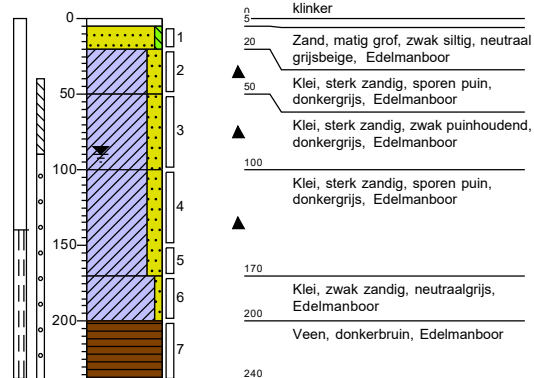 0
50
100
150
200
1
2
3
4
5
6
7
0
klinker
5
Zand, matig grof, zwak siltig, neutraal
grijsbeige, Edelmanboor
20
Klei, sterk zandig, sporen puin,
donkergrijs, Edelmanboor
50
Klei, sterk zandig, zwak puinhoudend,
donkergrijs, Edelmanboor
100
Klei, sterk zandig, sporen puin,
donkergrijs, Edelmanboor
170
Klei, zwak zandig, neutraalgrijs,
Edelmanboor
200
Veen, donkerbruin, Edelmanboor
240